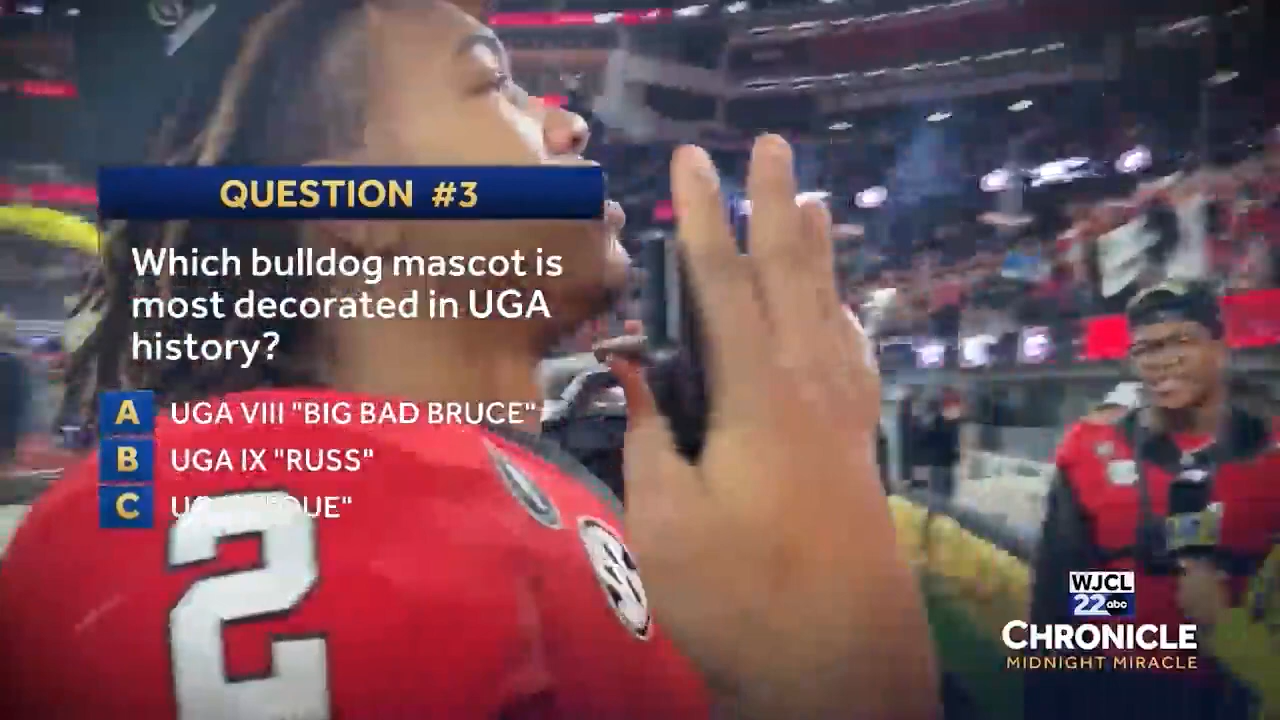 QUESTION #3
Which bulldog mascot is
most decorated in UGA
history?
A UGA VIII "BIG BAD BRUCE"
B UGA IX "RUSS"
C
2
WJCL
22 abc
CHRONICLE
MIDNIGHT MIRACLE